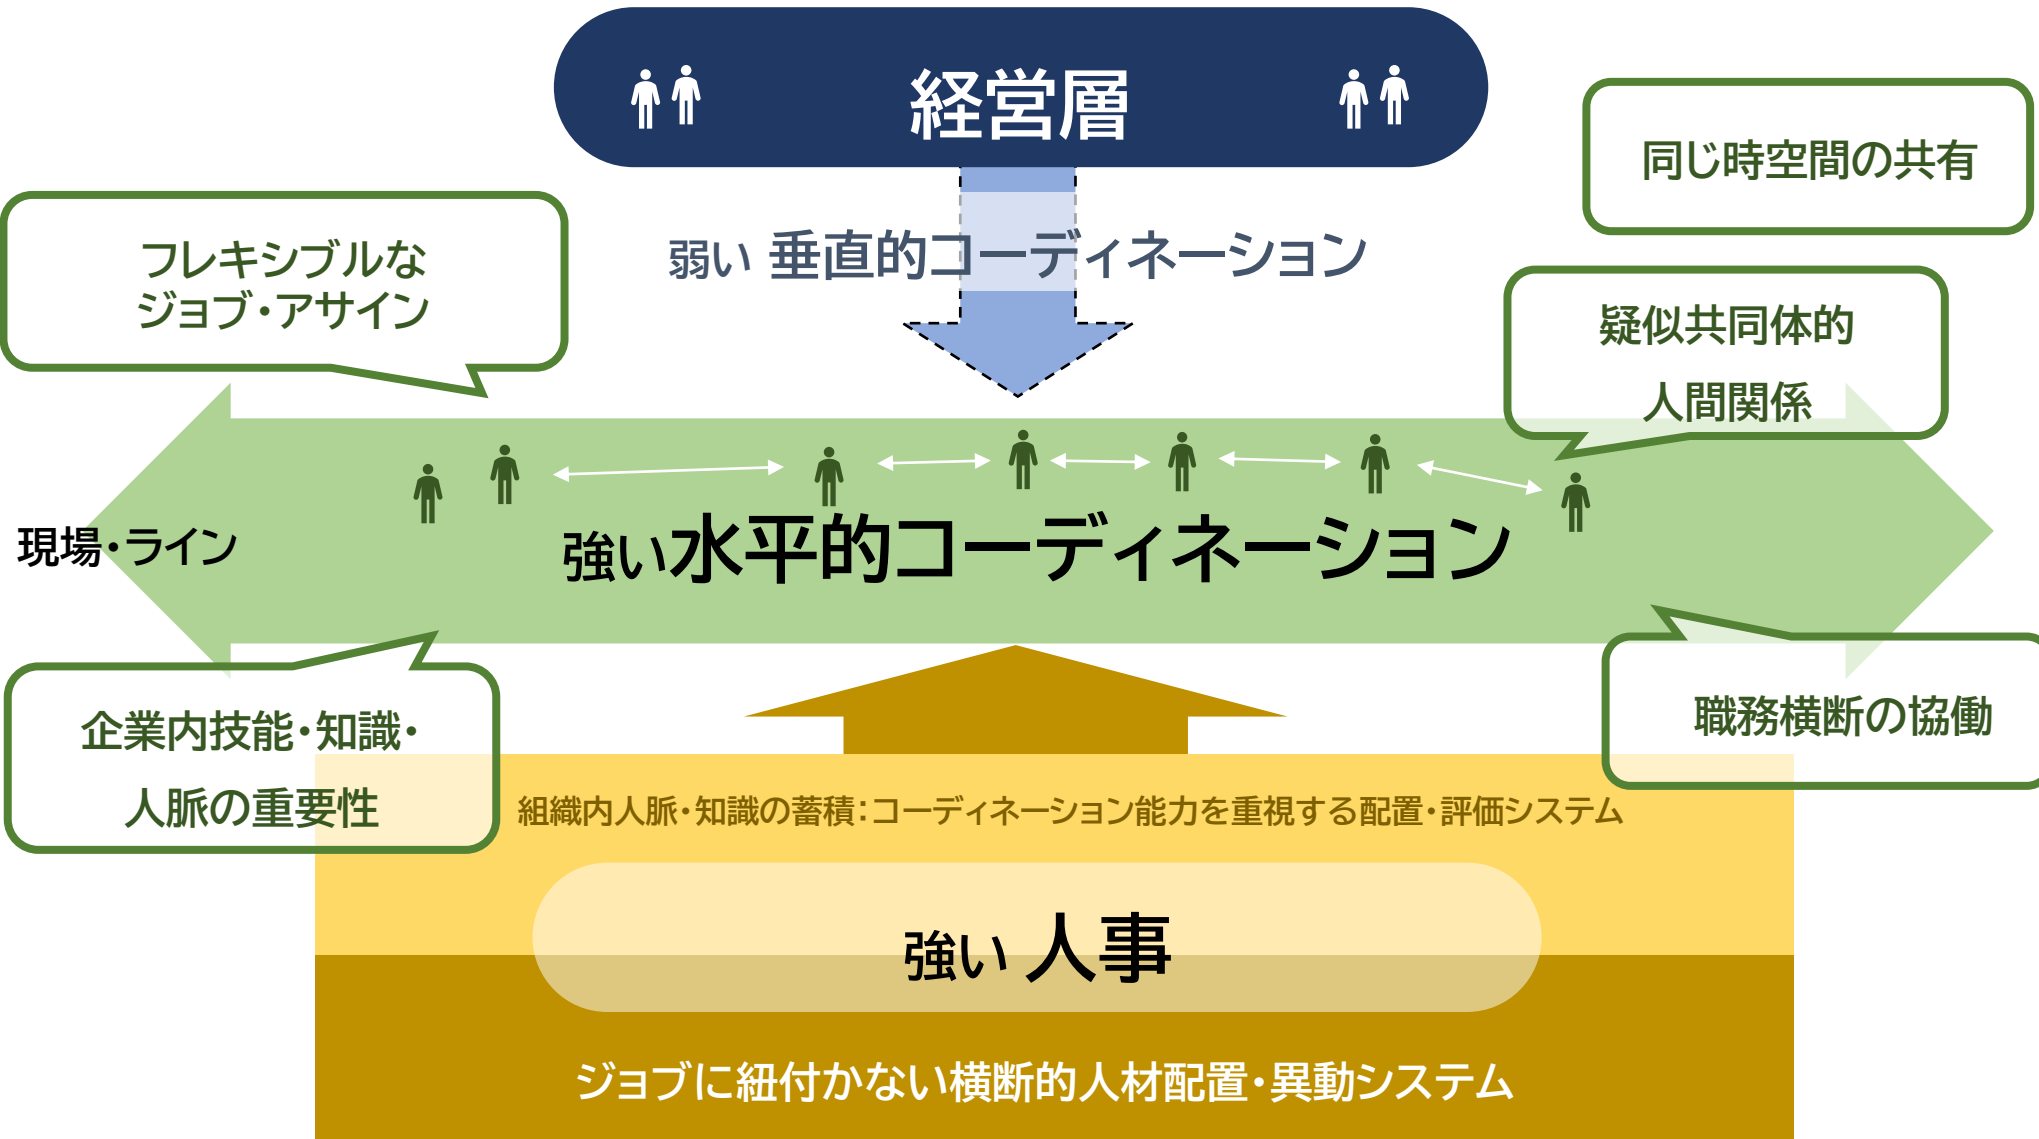 経営層
同じ時空間の共有
弱い 垂直的コーディネーション
フレキシブルな
ジョブ・アサイン
疑似共同体的
人間関係
現場・ライン
強い水平的コーディネーション
企業内技能・知識・
人脈の重要性
職務横断の協働
組織内人脈・知識の蓄積：コーディネーション能力を重視する配置・評価システム
強い 人事
ジョブに紐付かない横断的人材配置・異動システム